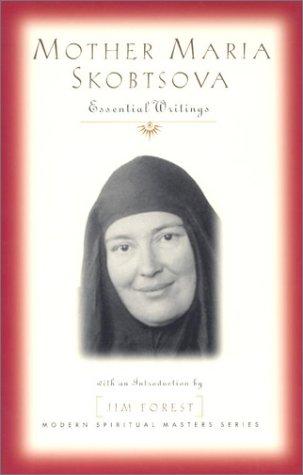 MOTHER MARIA
SKOBTSOVA
Essential Writings
with an Introduction by
[JIM FOREST]
MODERN SPIRITUAL MASTERS SERIES